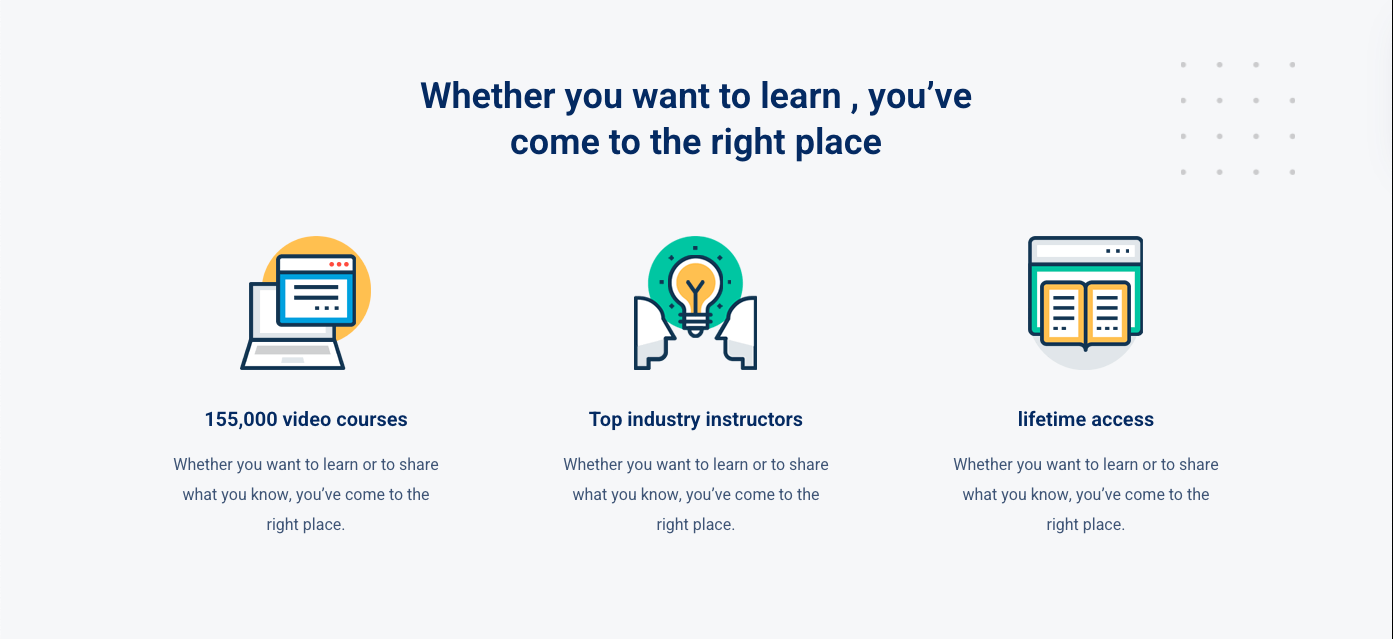 Whether you want to learn , you’ve
come to the right place
155,000 video courses
Whether you want to learn or to share
what you know, you’ve come to the
right place.
Top industry instructors
Whether you want to learn or to share
what you know, you’ve come to the
right place.
lifetime access
Whether you want to learn or to share
what you know, you’ve come to the
right place.